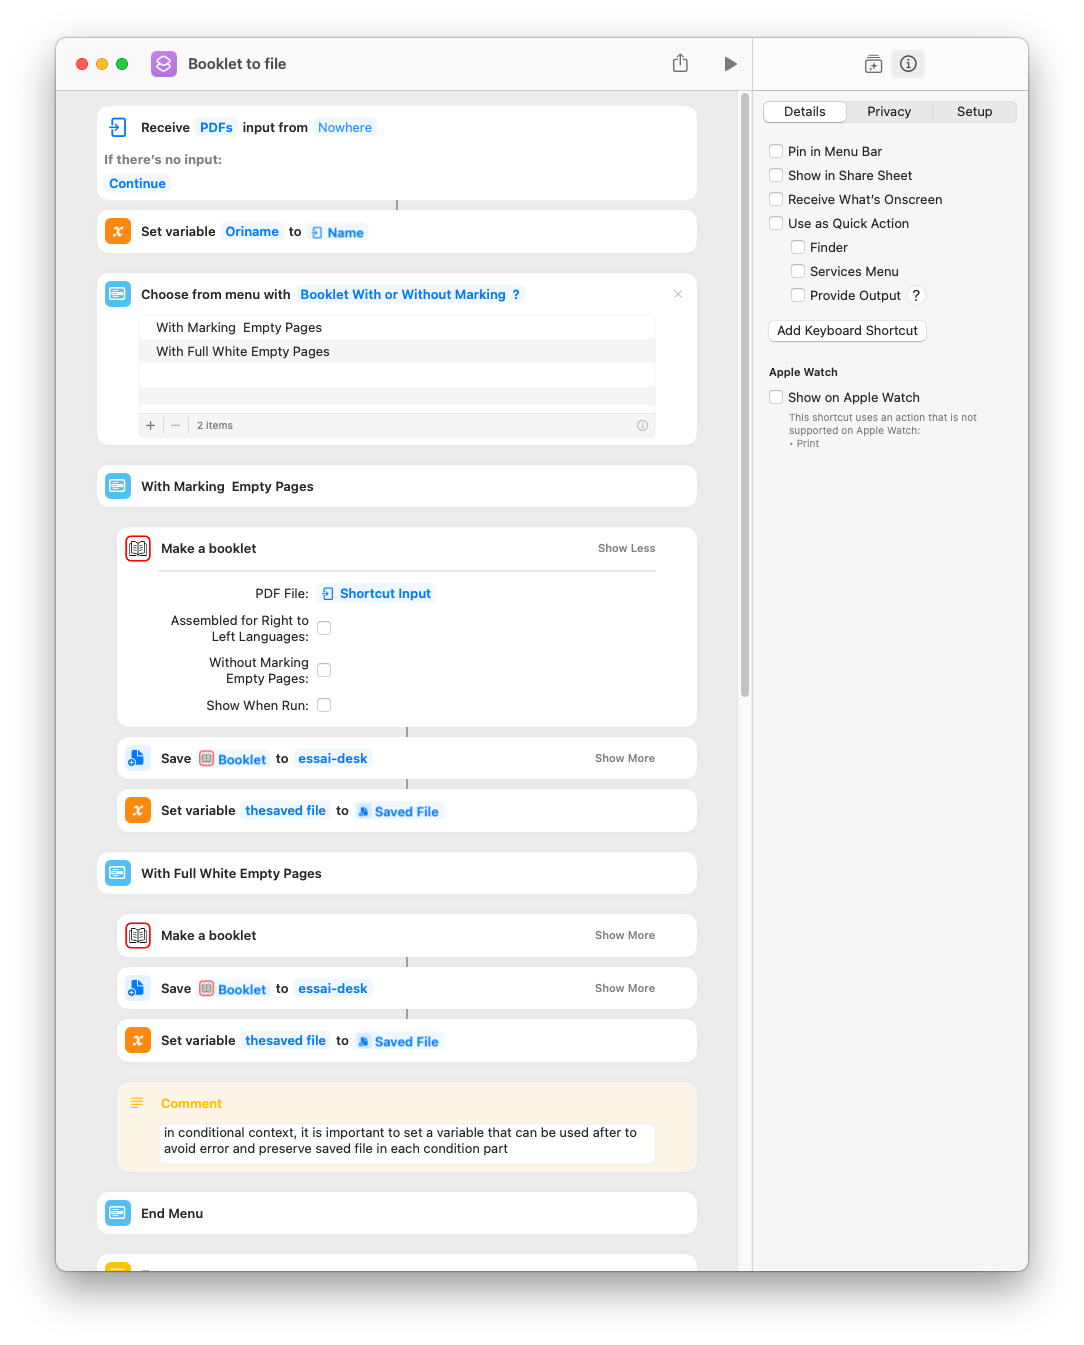 Booklet to file
Receive PDFs input from Nowhere
If there's no input:
Continue
Set variable Oriname to Name
Choose from menu with Booklet With or Without Marking ?
With Marking  Empty Pages
With Full White Empty Pages
2 items
With Marking  Empty Pages
Make a booklet Show Less
PDF File: Shortcut Input
Assembled for Right to
Left Languages:
Without Marking
Empty Pages:
Show When Run:
Save Booklet to essai-desk Show More
Set variable thesaved file to Saved File
With Full White Empty Pages
Make a booklet Show More
Save Booklet to essai-desk Show More
Set variable thesaved file to Saved File
Comment
in conditional context, it is important to set a variable that can be used after to
avoid error and preserve saved file in each condition part
End Menu
Details Privacy Setup
Pin in Menu Bar
Show in Share Sheet
Receive What's Onscreen
Use as Quick Action
Finder
Services Menu
Provide Output ?
Add Keyboard Shortcut
Apple Watch
Show on Apple Watch
This shortcut uses an action that is not
supported on Apple Watch:
• Print